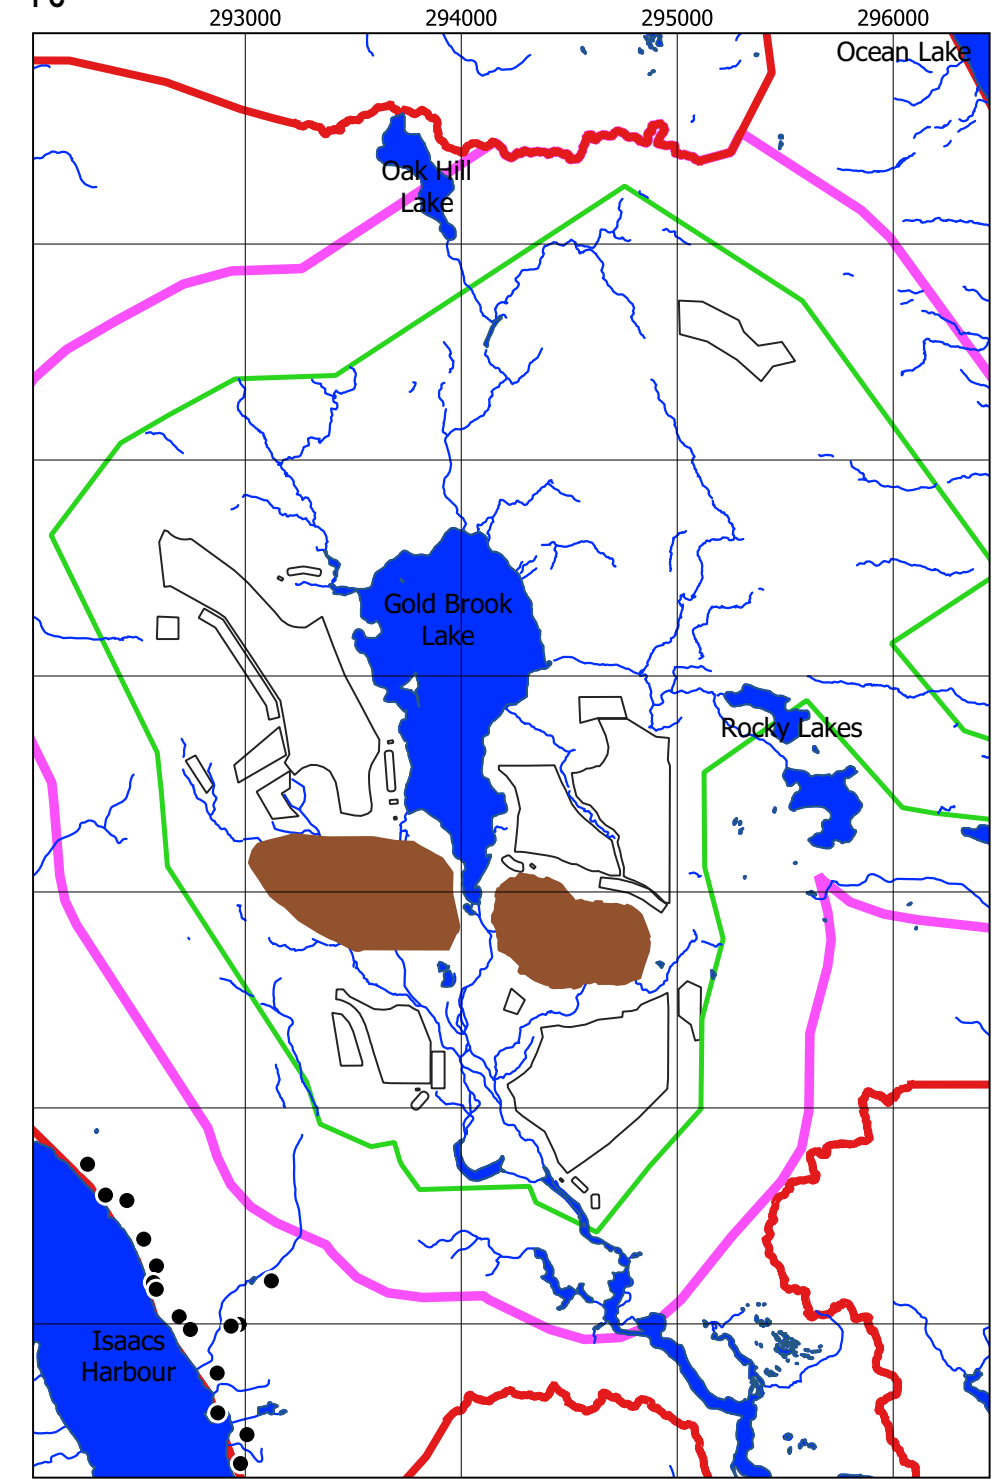 293000 294000 295000 296000
Ocean Lake
Oak Hill
Lake
Gold Brook
Lake
Rocky Lakes
Isaacs
Harbour